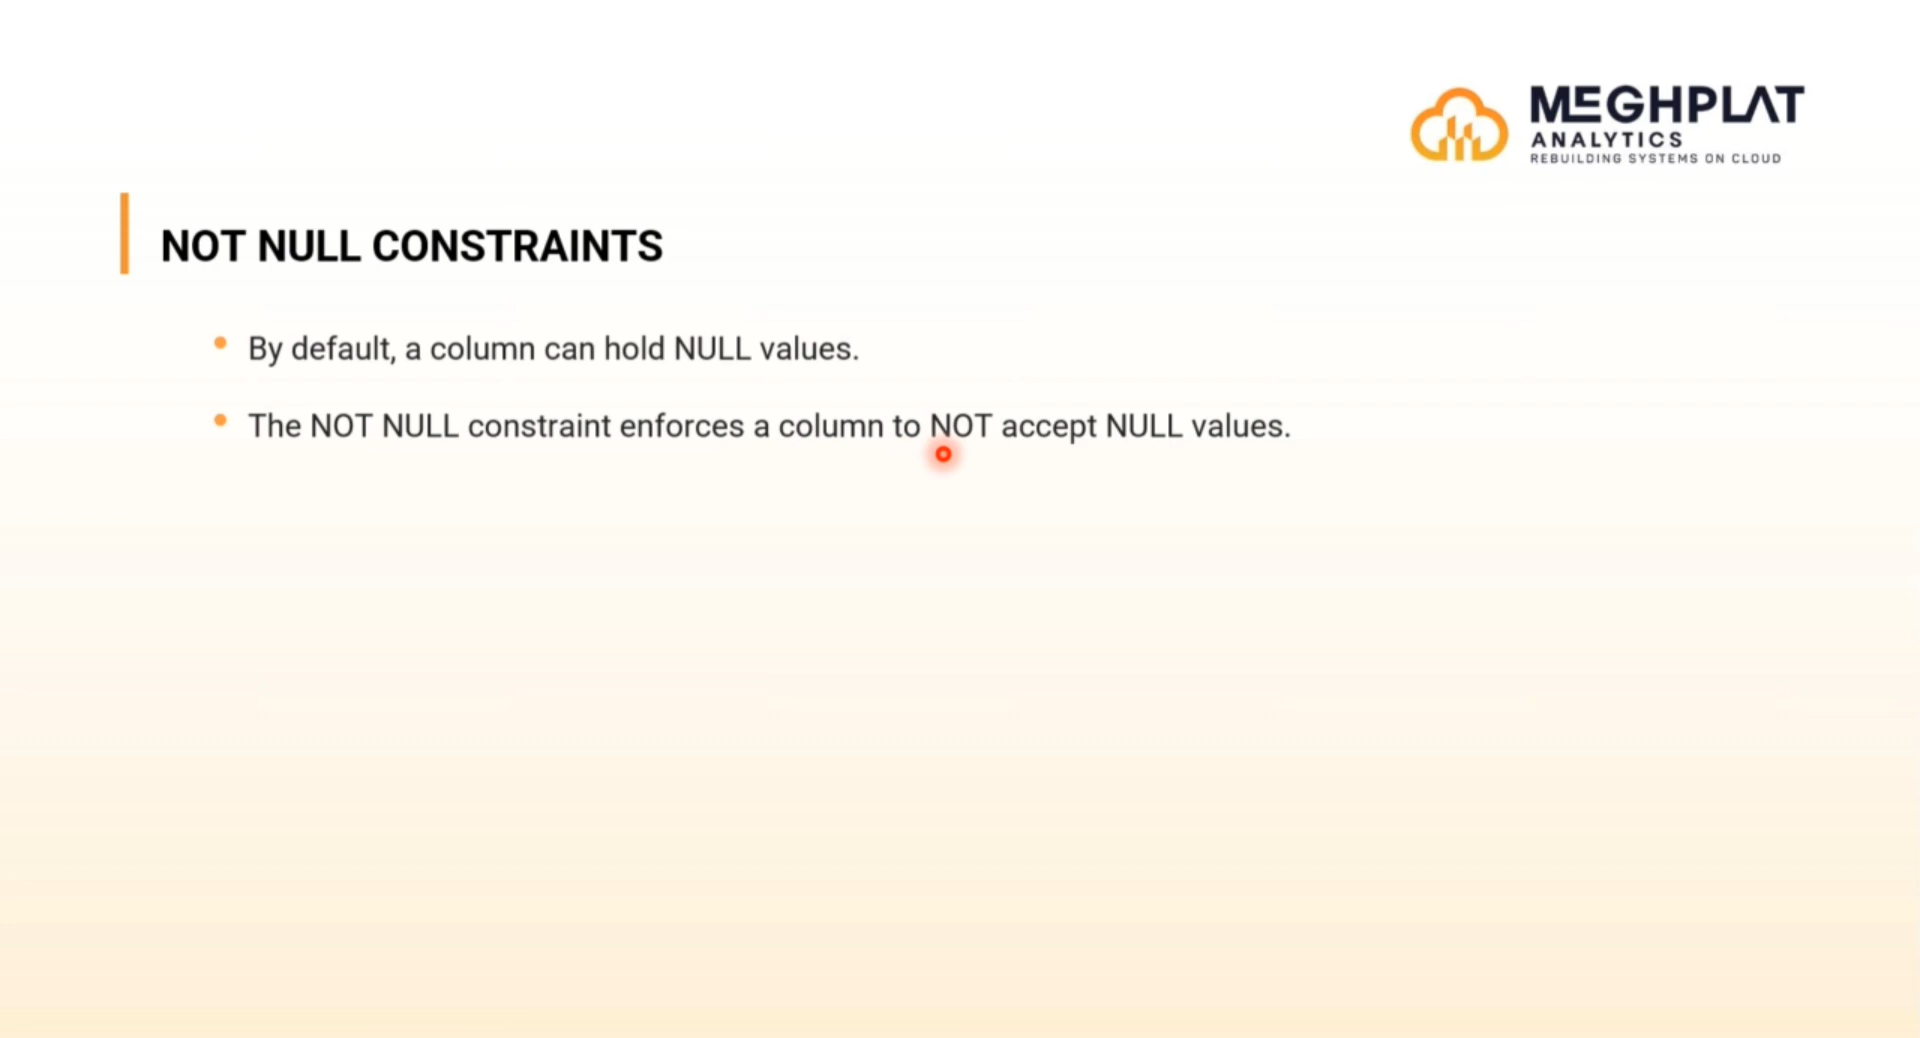 MEGHPLAT
ANALYTICS
REBUILDING SYSTEMS ON CLOUD
NOT NULL CONSTRAINTS
By default, a column can hold NULL values.
The NOT NULL constraint enforces a column to NOT accept NULL values.